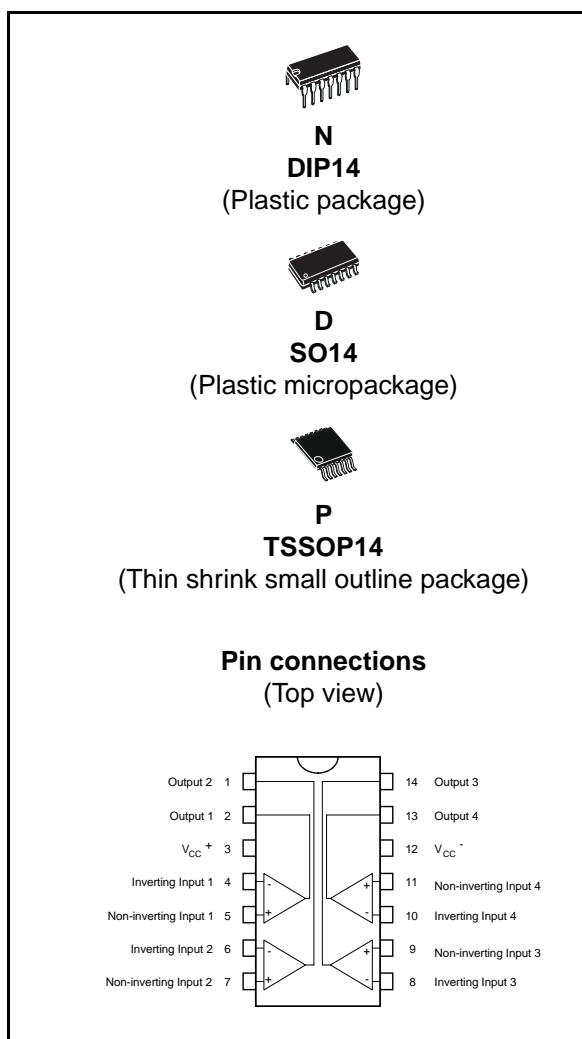 N
DIP14
(Plastic package)
D
SO14
(Plastic micropackage)
P
TSSOP14
(Thin shrink small outline package)
Pin connections
(Top view)
Output 2 1 14 Output 3
Output 1 2 13 Output 4
VCC + 3 12 VCC -
Inverting Input 1 4 - + 11 Non-inverting Input 4
Non-inverting Input 1 5 + - 10 Inverting Input 4
Inverting Input 2 6 - + 9 Non-inverting Input 3
Non-inverting Input 2 7 + - 8 Inverting Input 3